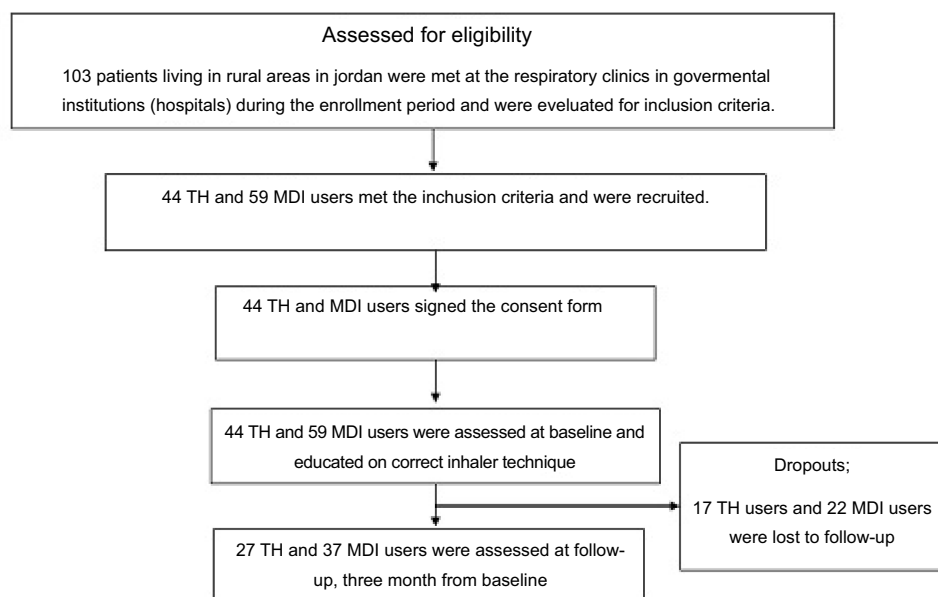 Assessed for eligibility
103 patients living in rural areas in jordan were met at the respiratory clinics in govermental
institutions (hospitals) during the enrollment period and were eveluated for inclusion criteria.
44 TH and 59 MDI users met the inchusion criteria and were recruited.
44 TH and MDI users signed the consent form
44 TH and 59 MDI users were assessed at baseline and
educated on correct inhaler technique
Dropouts;
17 TH users and 22 MDI users
were lost to follow-up
27 TH and 37 MDI users were assessed at follow-
up, three month from baseline